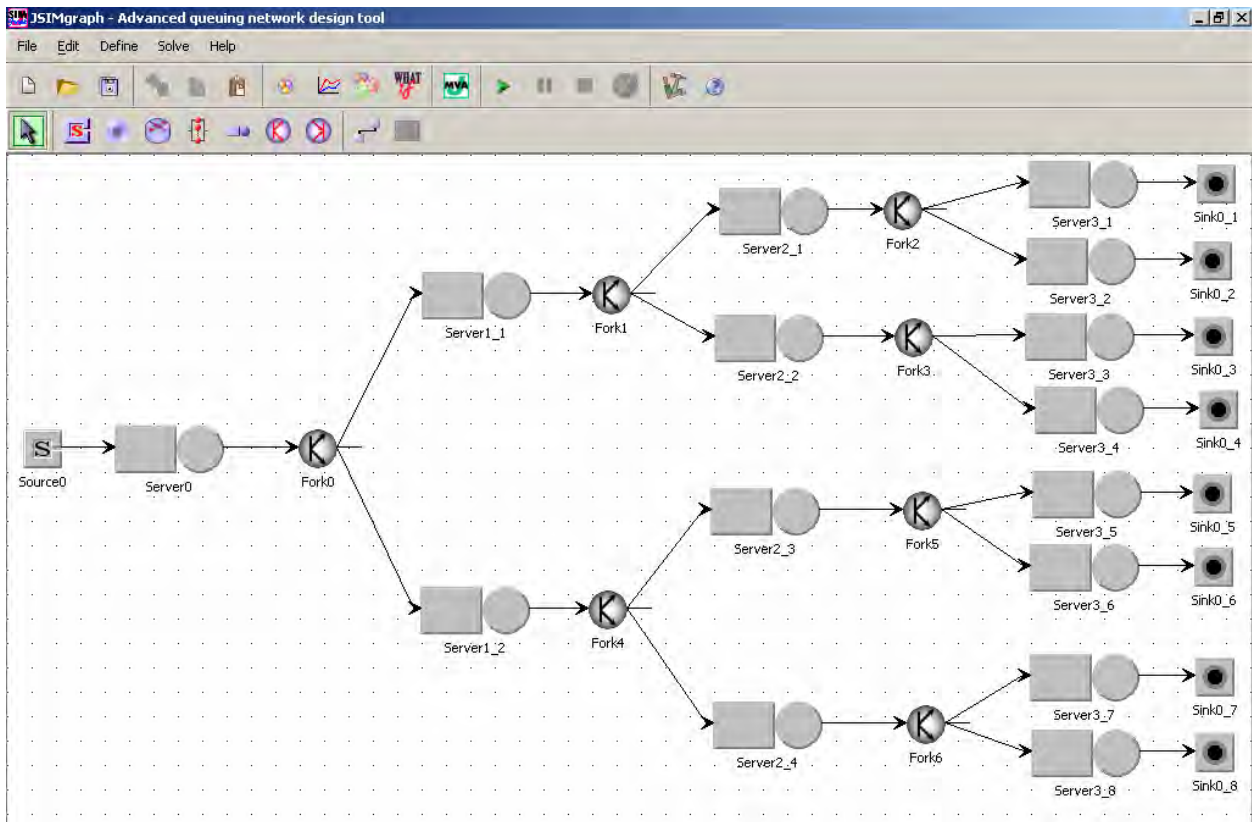 JSIMgraph - Advanced queuing network design tool
File Edit Define Solve Help
WHAT if MVA
S
Server3_1
Sink0_1
Server2_1
Fork2
Server3_2
Sink0_2
Server1_1
Fork1
Server2_2
Fork3
Server3_3
Sink0_3
Server3_4
Sink0_4
S
Source0
Server0
Fork0
Server2_3
Fork5
Server3_5
Sink0_5
Server3_6
Sink0_6
Server1_2
Fork4
Server3_7
Sink0_7
Server2_4
Fork6
Server3_8
Sink0_8